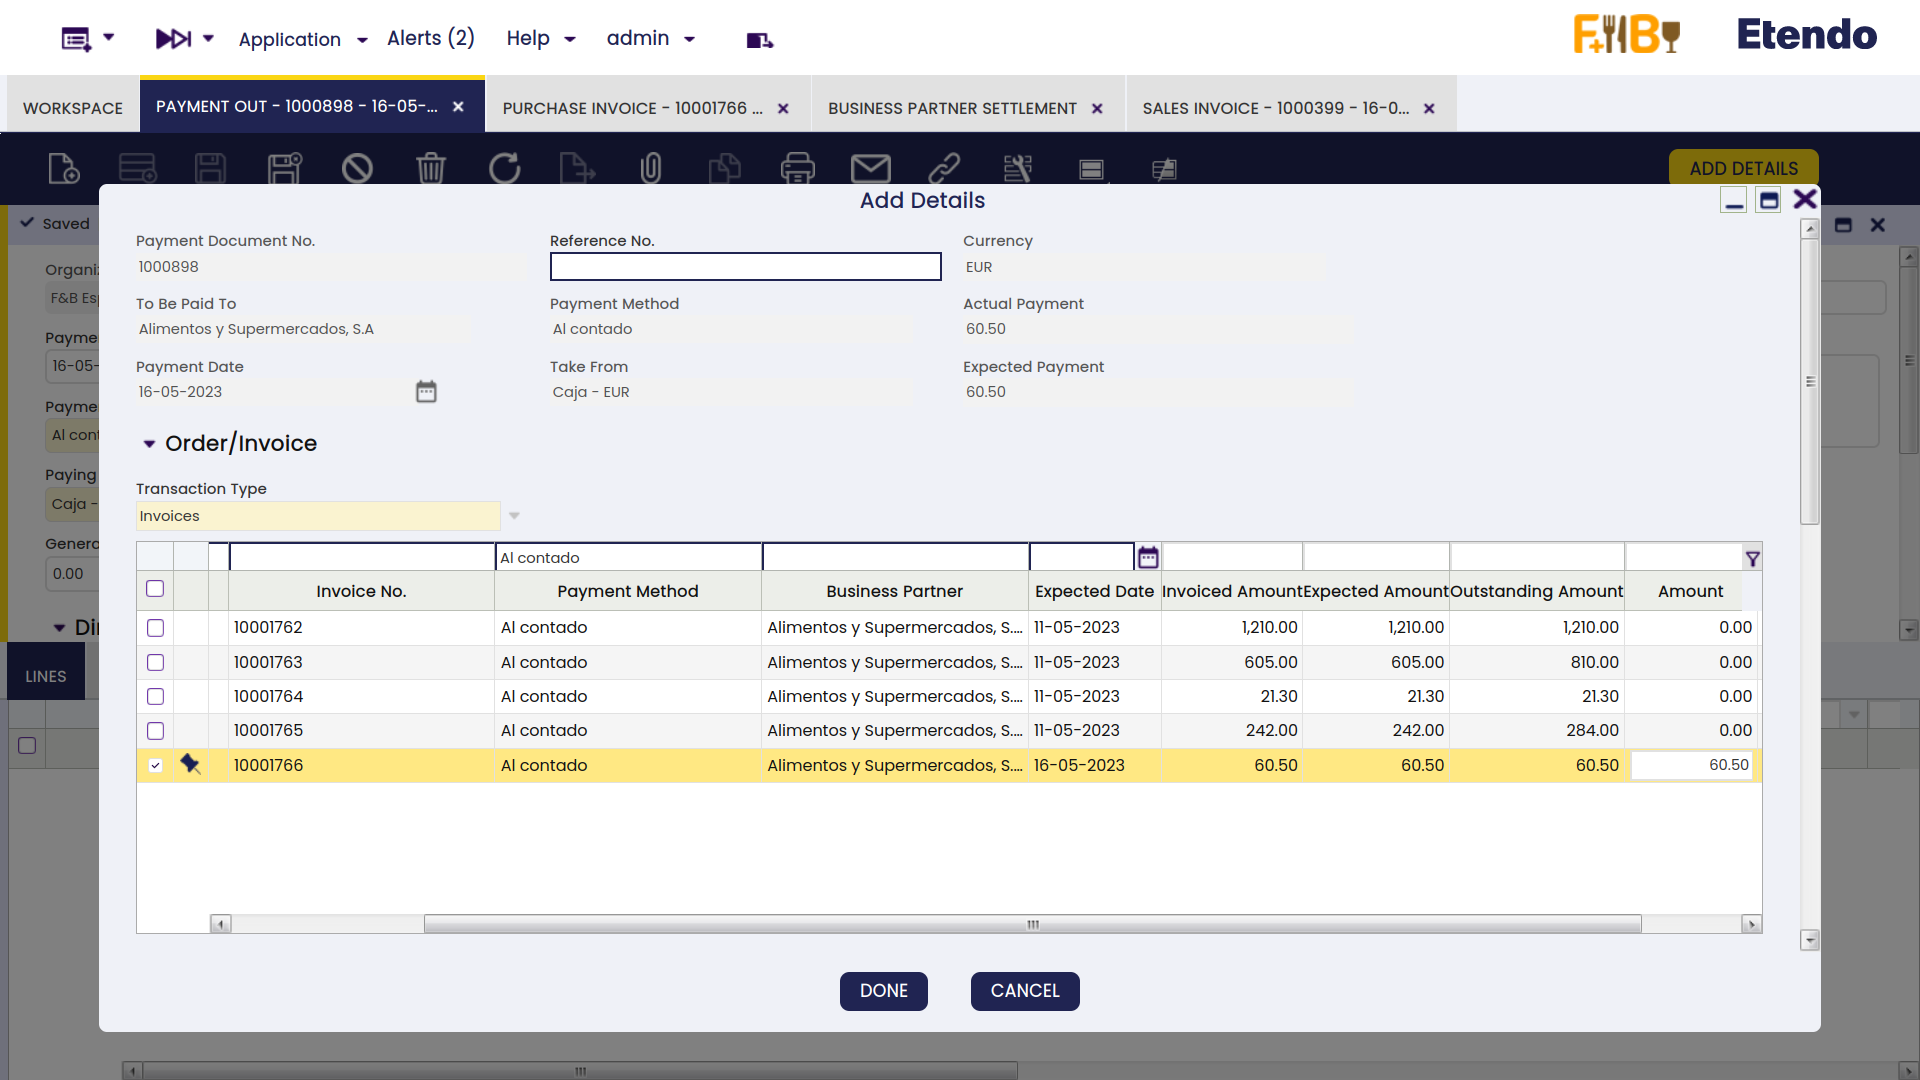 Application
Alerts (2)
Help
admin
F+B
Etendo
WORKSPACE
PAYMENT OUT - 1000898 - 16-05-...
PURCHASE INVOICE - 10001766 ...
BUSINESS PARTNER SETTLEMENT
SALES INVOICE - 1000399 - 16-0...
ADD DETAILS
Add Details
Saved
Payment Document No.
1000898
Reference No.
Currency
EUR
To Be Paid To
Alimentos y Supermercados, S.A
Payment Method
Al contado
Actual Payment
60.50
Payment Date
16-05-2023
Take From
Caja - EUR
Expected Payment
60.50
Organiz
F&B Es
Payme
16-05-
Payme
Al cont
Paying
Caja -
Genera
0.00
Di
LINES
Order/Invoice
Transaction Type
Invoices
Al contado
Invoice No. Payment Method Business Partner Expected Date Invoiced Amount Expected Amount Outstanding Amount Amount
10001762 Al contado Alimentos y Supermercados, S.... 11-05-2023 1,210.00 1,210.00 1,210.00 0.00
10001763 Al contado Alimentos y Supermercados, S.... 11-05-2023 605.00 605.00 810.00 0.00
10001764 Al contado Alimentos y Supermercados, S.... 11-05-2023 21.30 21.30 21.30 0.00
10001765 Al contado Alimentos y Supermercados, S.... 11-05-2023 242.00 242.00 284.00 0.00
10001766 Al contado Alimentos y Supermercados, S.... 16-05-2023 60.50 60.50 60.50 60.50
DONE
CANCEL